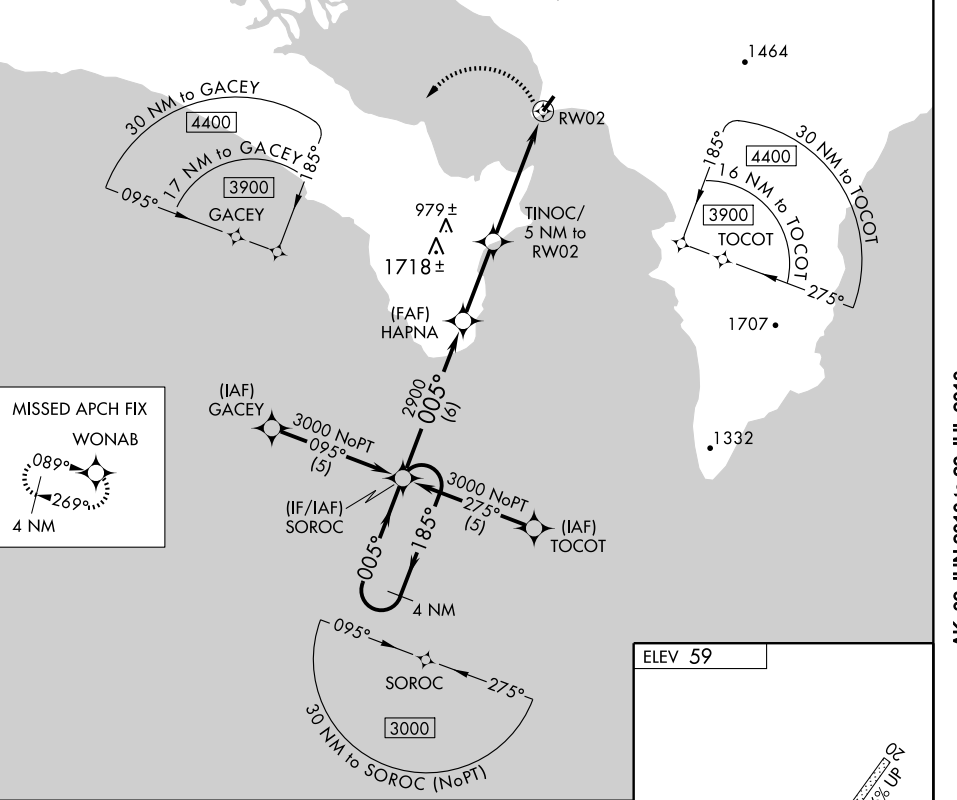 1464
RW02
30 NM to GACEY
4400
17 NM to GACEY
3900
GACEY
095°
185°
30 NM to TOCOT
4400
16 NM to TOCOT
3900
TOCOT
185°
275°
979±
1718±
TINOC/
5 NM to
RW02
(FAF)
HAPNA
1707
1332
2900
005°
(6)
(IAF)
GACEY
3000 NoPT
095°
(5)
(IF/IAF)
SOROC
3000 NoPT
275°
(5)
(IAF)
TOCOT
005°
185°
4 NM
MISSED APCH FIX
WONAB
089°
269°
4 NM
095°
SOROC
275°
3000
30 NM to SOROC (NoPT)
ELEV 59
20
% UP